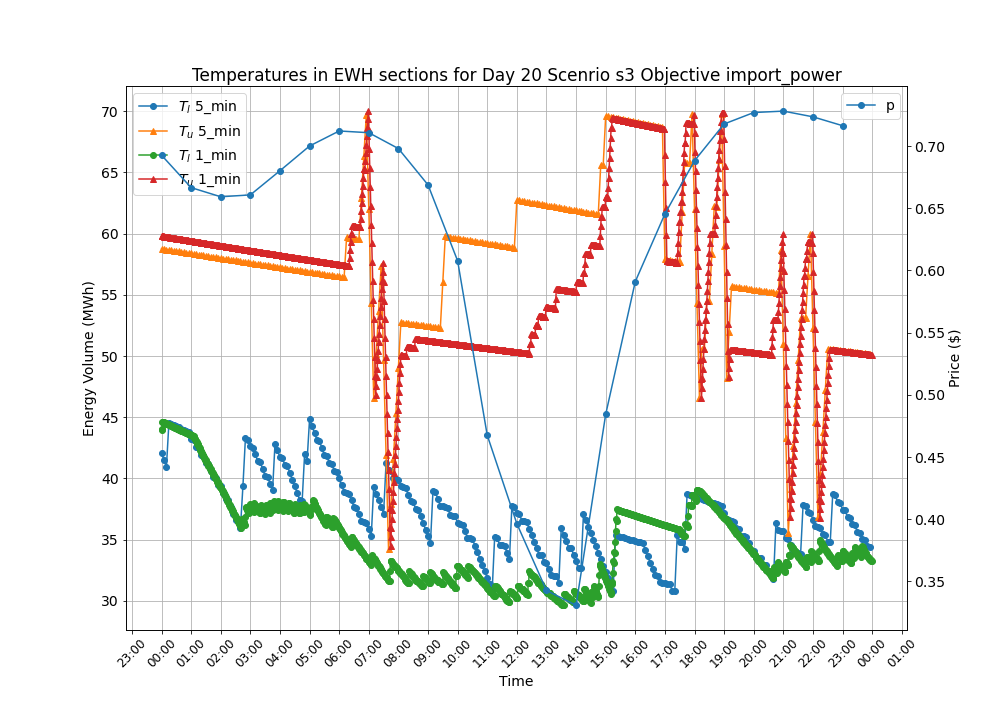 Temperatures in EWH sections for Day 20 Scenrio s3 Objective import_power
T_l 5_min
T_u 5_min
T_l 1_min
T_u 1_min
p
70
65
60
55
50
45
40
35
30
Energy Volume (MWh)
0.70
0.65
0.60
0.55
0.50
0.45
0.40
0.35
Price ($)
23:00 00:00 01:00 02:00 03:00 04:00 05:00 06:00 07:00 08:00 09:00 10:00 11:00 12:00 13:00 14:00 15:00 16:00 17:00 18:00 19:00 20:00 21:00 22:00 23:00 00:00 01:00
Time